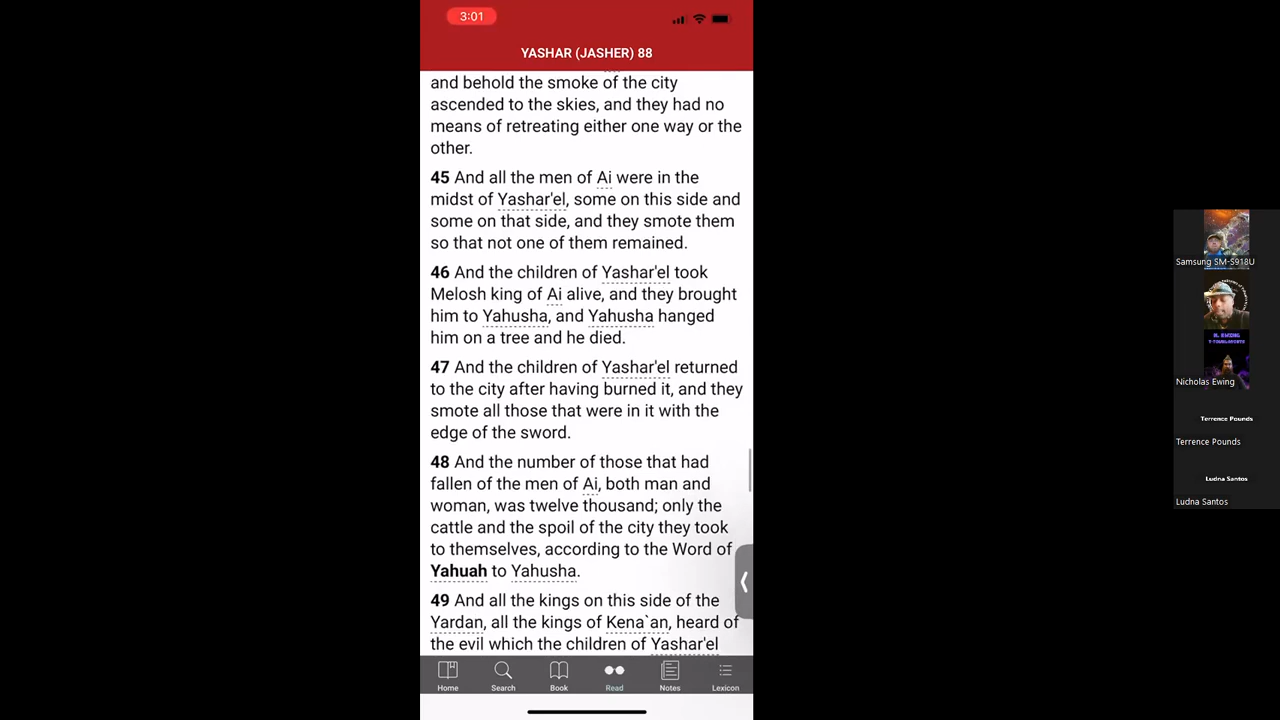 3:01
YASHAR (JASHER) 88
and behold the smoke of the city
ascended to the skies, and they had no
means of retreating either one way or the
other.
45 And all the men of Ai were in the
midst of Yashar'el, some on this side and
some on that side, and they smote them
so that not one of them remained.
46 And the children of Yashar'el took
Melosh king of Ai alive, and they brought
him to Yahusha, and Yahusha hanged
him on a tree and he died.
47 And the children of Yashar'el returned
to the city after having burned it, and they
smote all those that were in it with the
edge of the sword.
48 And the number of those that had
fallen of the men of Ai, both man and
woman, was twelve thousand; only the
cattle and the spoil of the city they took
to themselves, according to the Word of
Yahuah to Yahusha.
49 And all the kings on this side of the
Yardan, all the kings of Kena`an, heard of
the evil which the children of Yashar'el
Home Search Book Read Notes Lexicon
Samsung SM-S918U
Nicholas Ewing
Terrence Pounds
Terrence Pounds
Ludna Santos
Ludna Santos